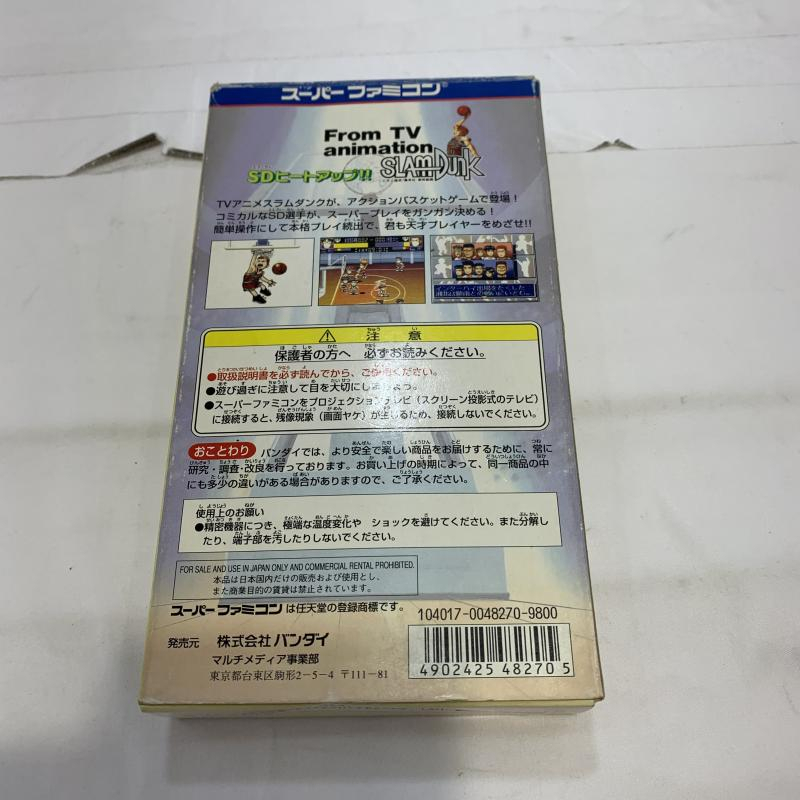 スーパーファミコン®
From TV
animation
SLAMDUNK
SDヒートアップ!!
TVアニメスラムダンクが、アクションバスケットゲームで登場!
コミカルなSD選手が、スーパープレイをガンガン決める!
簡単操作にして本格プレイ続出で、君も天才プレイヤーをめざせ!!
インターハイ出場をたくした
⚠ 注意
保護者の方へ 必ずお読みください。
●取扱説明書を必ず読んでから、ご使用ください。
●遊び過ぎに注意して目を大切にしましょう。
●スーパーファミコンをプロジェクションテレビ(スクリーン投影式のテレビ)
に接続すると、残像現象(画面ヤケ)が生じるため、接続しないでください。
おことわり バンダイでは、より安全で楽しい商品をお届けするために、常に
研究・調査・改良を行っております。お買い上げの時期によって、同一商品の中
にも多少の違いがある場合がありますので、ご了承ください。
使用上のお願い
●精密機器につき、極端な温度変化や ショックを避けてください。また分解し
たり、端子部を汚したりしないでください。
FOR SALE AND USE IN JAPAN ONLY AND COMMERCIAL RENTAL PROHIBITED.
本品は日本国内だけの販売および使用とし、
また商業目的の賃貸は禁止されています。
スーパーファミコンは任天堂の登録商標です。
104017-0048270-9800
発売元 株式会社 バンダイ
マルチメディア事業部
東京都台東区駒形2-5-4 〒111-81
4902425482705